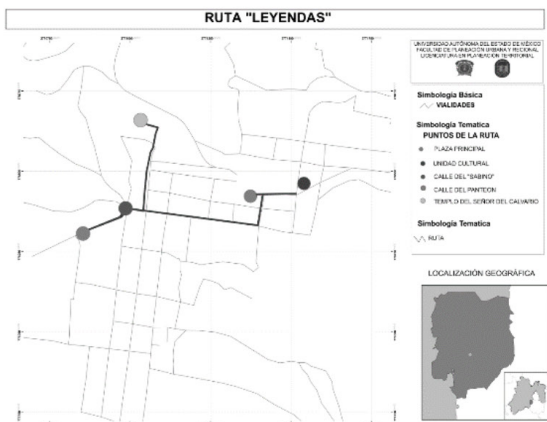 RUTA "LEYENDAS"
UNIVERSIDAD AUTÓNOMA DEL ESTADO DE MÉXICO
FACULTAD DE PLANEACIÓN URBANA Y REGIONAL
LICENCIATURA EN PLANEACIÓN TERRITORIAL
Simbología Básica
VIALIDADES
Simbología Tematica
PUNTOS DE LA RUTA
PLAZA PRINCIPAL
UNIDAD CULTURAL
CALLE DEL "SABINO"
CALLE DEL PANTEON
TEMPLO DEL SEÑOR DEL CALVARIO
Simbología Tematica
RUTA
LOCALIZACIÓN GEOGRÁFICA